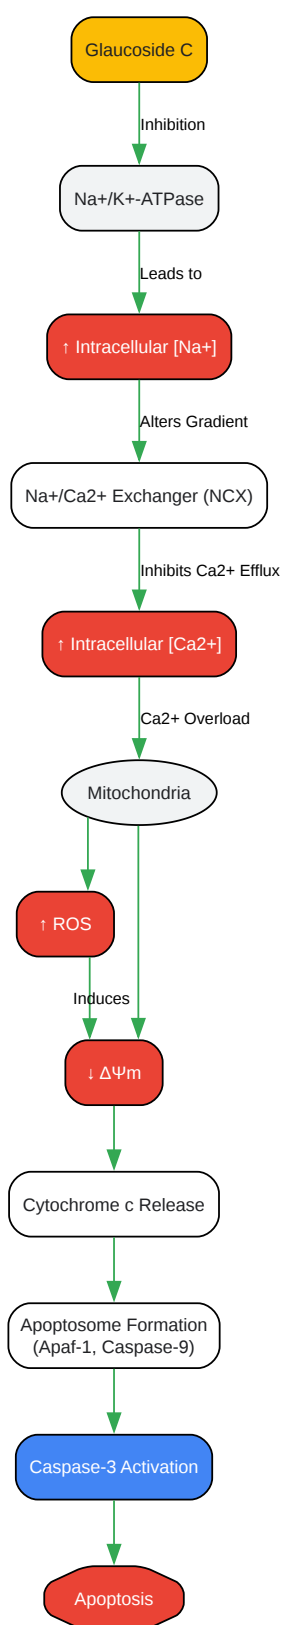 Glaucoside C
Inhibition
Na+/K+-ATPase
Leads to
↑ Intracellular [Na+]
Alters Gradient
Na+/Ca2+ Exchanger (NCX)
Inhibits Ca2+ Efflux
↑ Intracellular [Ca2+]
Ca2+ Overload
Mitochondria
↑ ROS
Induces
↓ ΔΨm
Cytochrome c Release
Apoptosome Formation
(Apaf-1, Caspase-9)
Caspase-3 Activation
Apoptosis